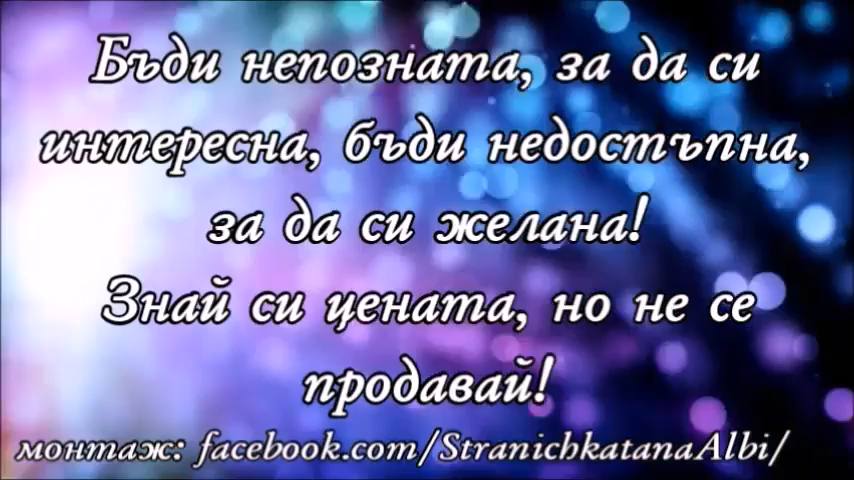 Бъди непозната, за да си
интересна, бъди недостъпна,
за да си желана!
Знай си цената, но не се
продавай!
монтаж: facebook.com/StranichkatanaAlbi/